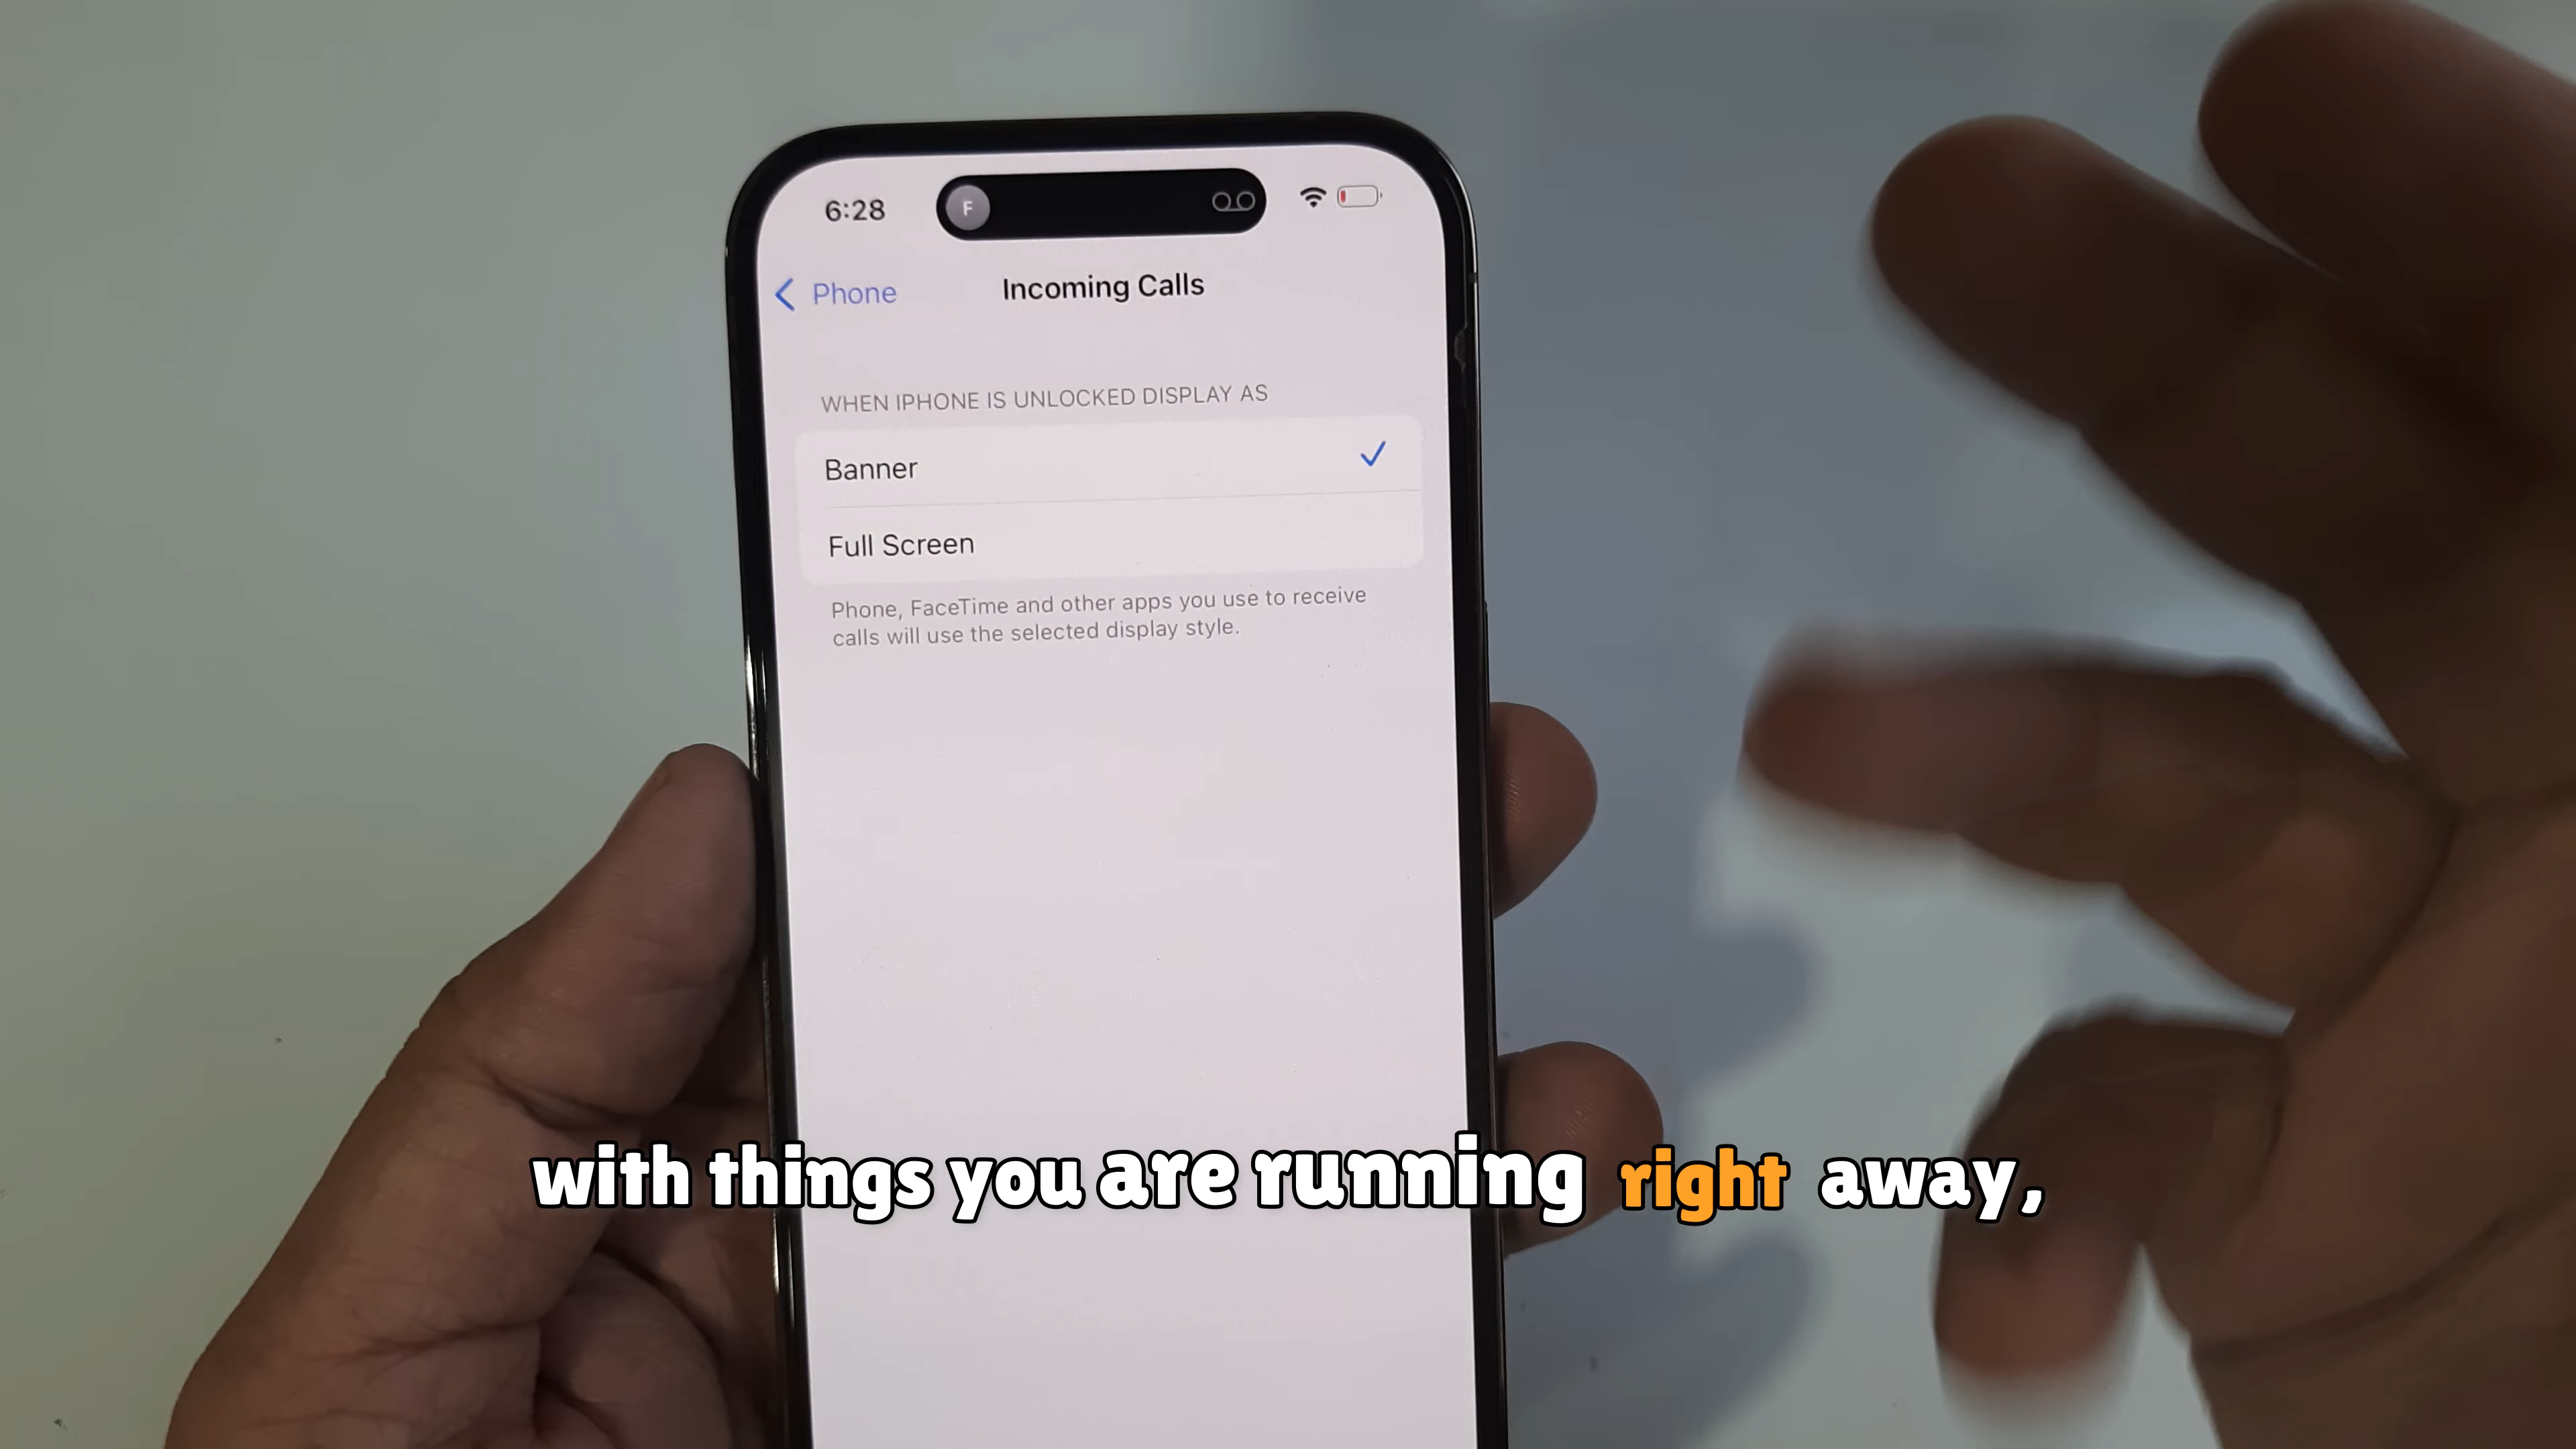 6:28
F
Phone
Incoming Calls
WHEN IPHONE IS UNLOCKED DISPLAY AS
Banner
Full Screen
Phone, FaceTime and other apps you use to receive
calls will use the selected display style.
with things you are running right away,